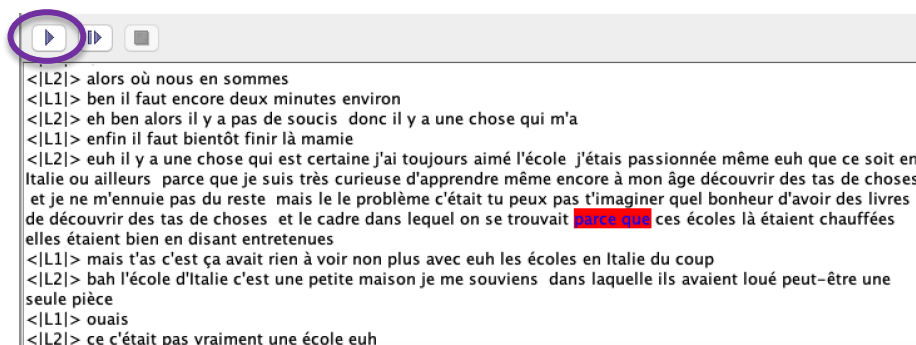 <|L2|> alors où nous en sommes
<|L1|> ben il faut encore deux minutes environ
<|L2|> eh ben alors il y a pas de soucis  donc il y a une chose qui m'a
<|L1|> enfin il faut bientôt finir là mamie
<|L2|> euh il y a une chose qui est certaine j'ai toujours aimé l'école  j'étais passionnée même euh que ce soit en
Italie ou ailleurs  parce que je suis très curieuse d'apprendre même encore à mon âge découvrir des tas de choses
et je ne m'ennuie pas du reste  mais le le problème c'était tu peux pas t'imaginer quel bonheur d'avoir des livres
de découvrir des tas de choses  et le cadre dans lequel on se trouvait parce que ces écoles là étaient chauffées
elles étaient bien en disant entretenues
<|L1|> mais t'as c'est ça avait rien à voir non plus avec euh les écoles en Italie du coup
<|L2|> bah l'école d'Italie c'est une petite maison je me souviens  dans laquelle ils avaient loué peut-être une
seule pièce
<|L1|> ouais
<|L2|> ce c'était pas vraiment une école euh